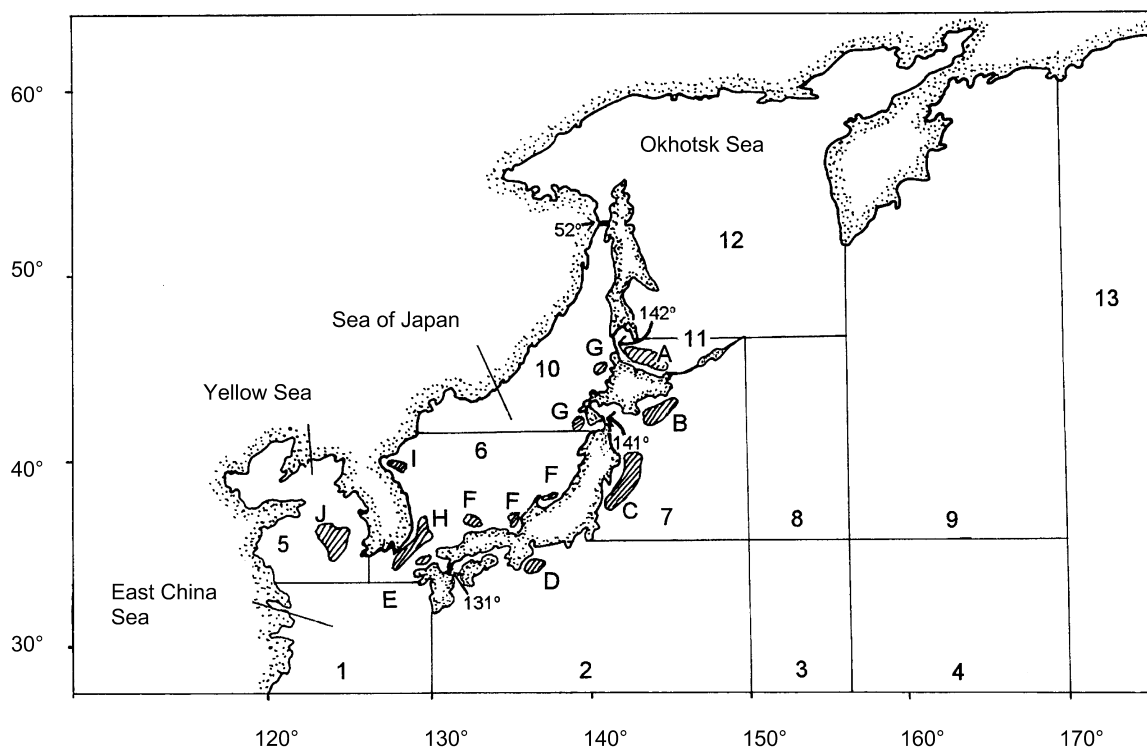 60°
Okhotsk Sea
52°
12
50°
13
142°
Sea of Japan
11
G
A
10
Yellow Sea
G
B
141°
6
40°
I
F
F
F
H
C
J
7
8
9
5
D
East China
Sea
E
131°
30°
1
2
3
4
120°
130°
140°
150°
160°
170°